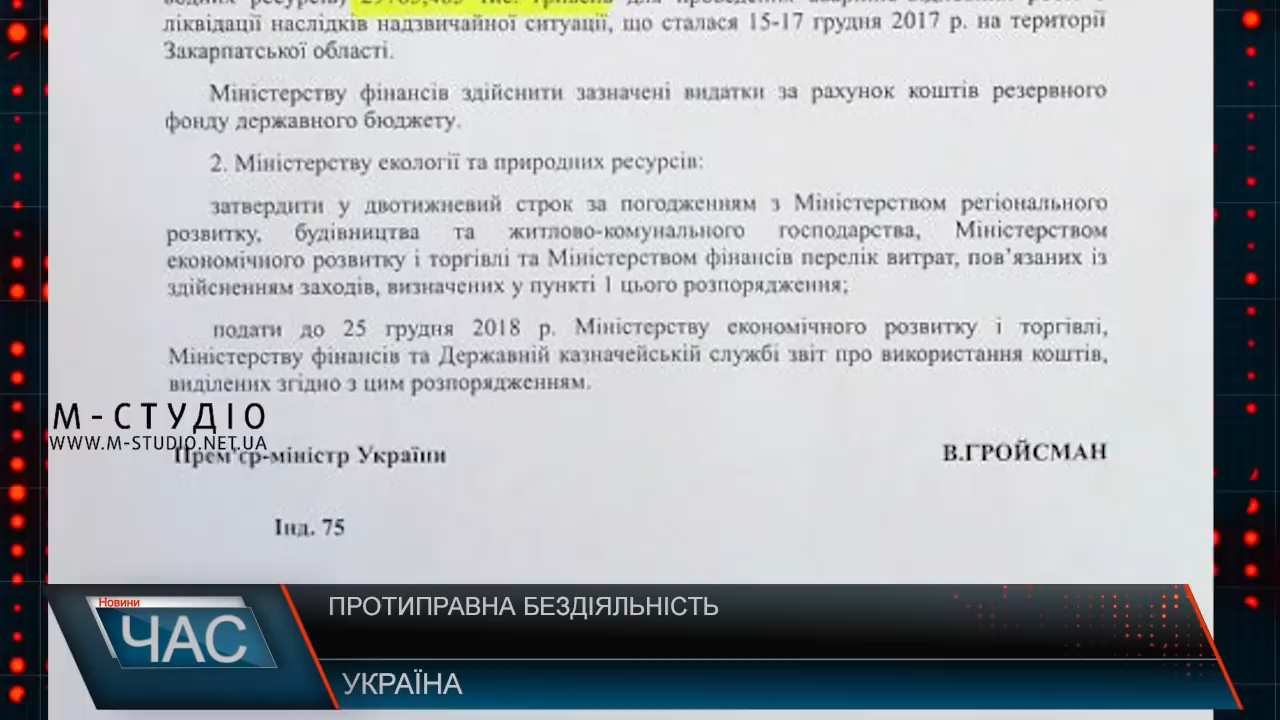 ліквідації наслідків надзвичайної ситуації, що сталася 15-17 грудня 2017 р. на території
Закарпатської області.
Міністерству фінансів здійснити зазначені видатки за рахунок коштів резервного
фонду державного бюджету.
2. Міністерству екології та природних ресурсів:
затвердити у двотижневий строк за погодженням з Міністерством регіонального
розвитку, будівництва та житлово-комунального господарства, Міністерством
економічного розвитку і торгівлі та Міністерством фінансів перелік витрат, пов’язаних із
здійсненням заходів, визначених у пункті 1 цього розпорядження;
подати до 25 грудня 2018 р. Міністерству економічного розвитку і торгівлі,
Міністерству фінансів та Державній казначейській службі звіт про використання коштів,
виділених згідно з цим розпорядженням.
М-СТУДІО
WWW.M-STUDIO.NET.UA
Прем'єр-міністр України В.ГРОЙСМАН
Інд. 75
Новини
ЧАС
ПРОТИПРАВНА БЕЗДІЯЛЬНІСТЬ
УКРАЇНА